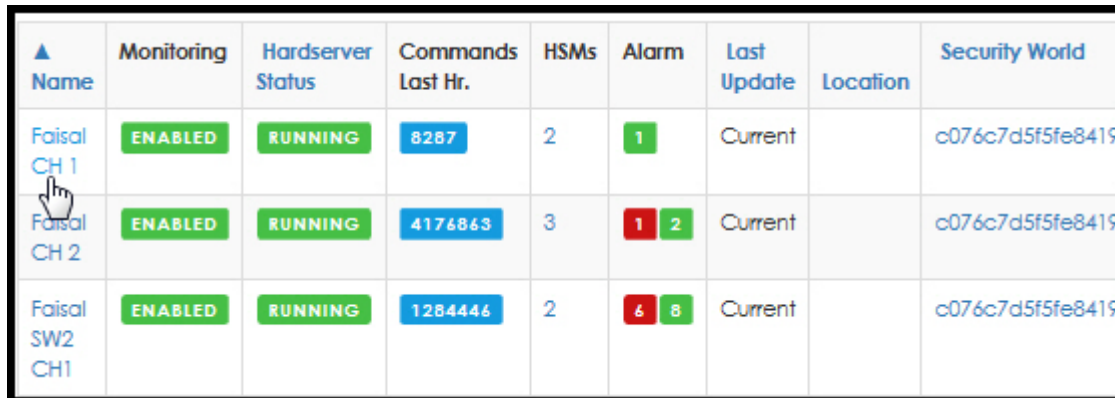 ▲ Name Monitoring Hardserver Status Commands Last Hr. HSMs Alarm Last Update Location Security World
Faisal CH 1 ENABLED RUNNING 8287 2 1 Current c076c7d5f5fe8419
Faisal CH 2 ENABLED RUNNING 4176863 3 1 2 Current c076c7d5f5fe8419
Faisal SW2 CH1 ENABLED RUNNING 1284446 2 6 8 Current c076c7d5f5fe8419